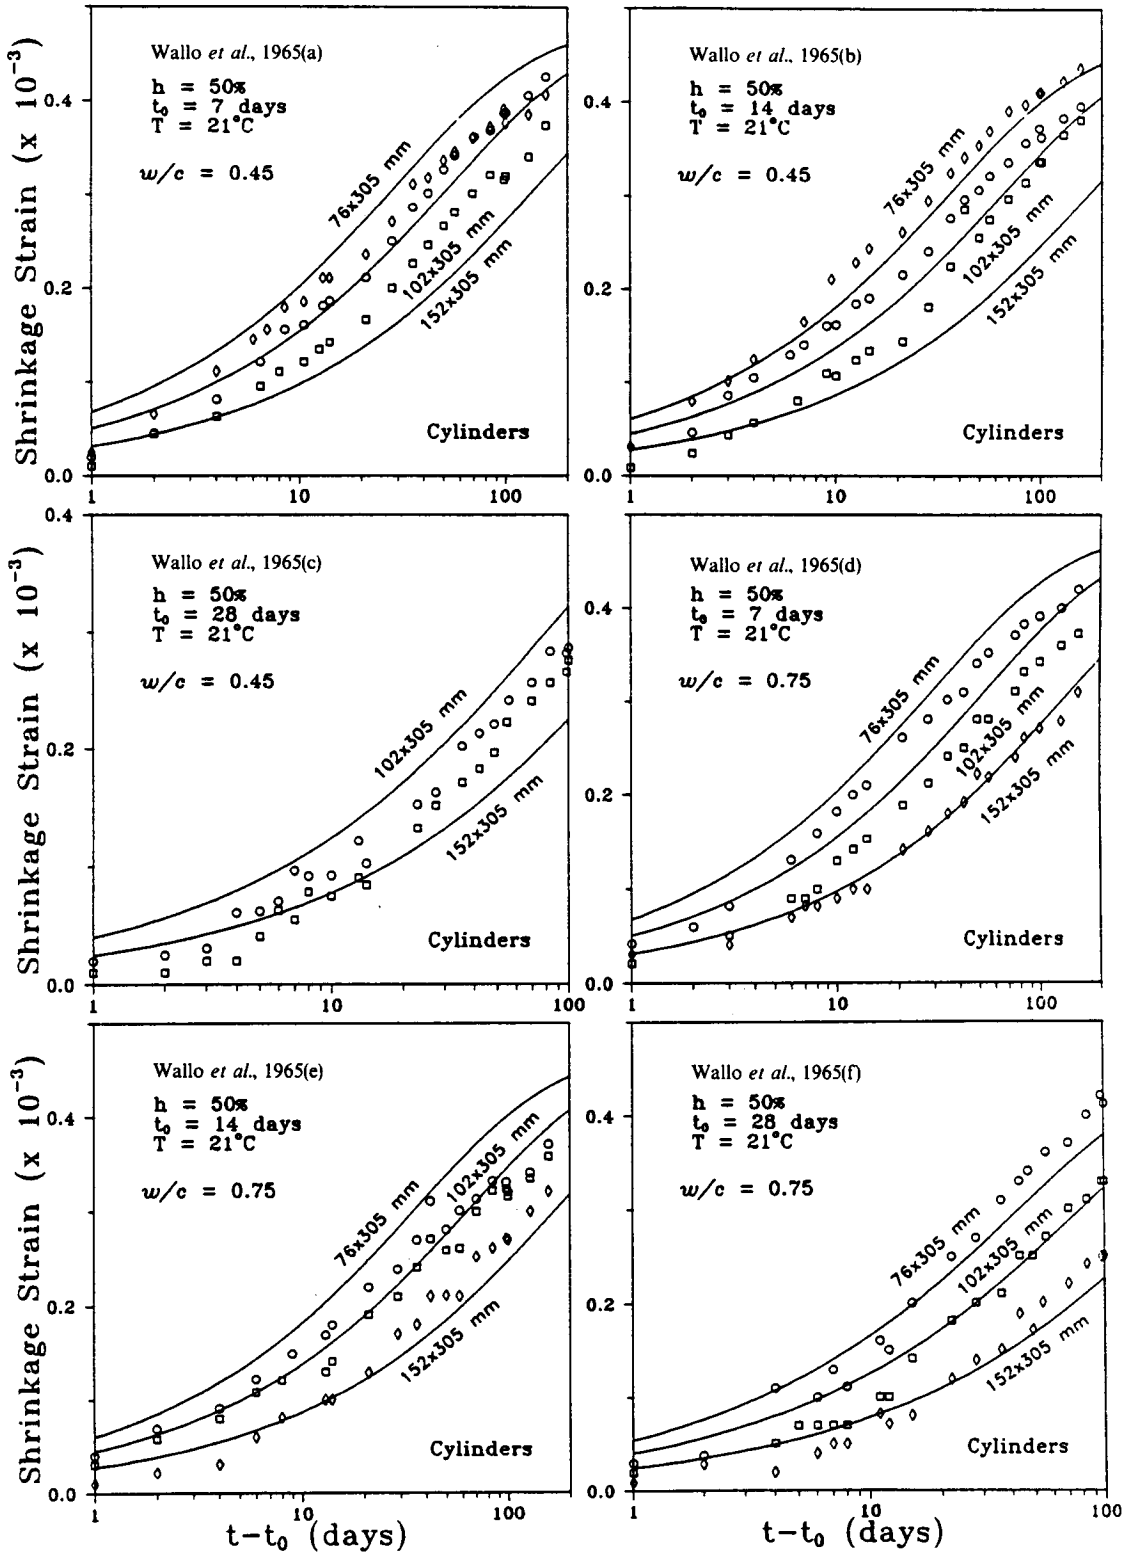 Shrinkage Strain (x 10⁻³)
0.4
0.2
0.0
Wallo et al., 1965(a)
h = 50%
t₀ = 7 days
T = 21°C
w/c = 0.45
76x305 mm
102x305 mm
152x305 mm
Cylinders
1
10
100
0.4
0.2
0.0
Wallo et al., 1965(b)
h = 50%
t₀ = 14 days
T = 21°C
w/c = 0.45
76x305 mm
102x305 mm
152x305 mm
Cylinders
1
10
100
Shrinkage Strain (x 10⁻³)
0.4
0.2
0.0
Wallo et al., 1965(c)
h = 50%
t₀ = 28 days
T = 21°C
w/c = 0.45
102x305 mm
152x305 mm
Cylinders
1
10
100
0.4
0.2
0.0
Wallo et al., 1965(d)
h = 50%
t₀ = 7 days
T = 21°C
w/c = 0.75
76x305 mm
102x305 mm
152x305 mm
Cylinders
1
10
100
Shrinkage Strain (x 10⁻³)
0.4
0.2
0.0
Wallo et al., 1965(e)
h = 50%
t₀ = 14 days
T = 21°C
w/c = 0.75
76x305 mm
102x305 mm
152x305 mm
Cylinders
1
10
100
t-t₀ (days)
0.4
0.2
0.0
Wallo et al., 1965(f)
h = 50%
t₀ = 28 days
T = 21°C
w/c = 0.75
76x305 mm
102x305 mm
152x305 mm
Cylinders
1
10
100
t-t₀ (days)